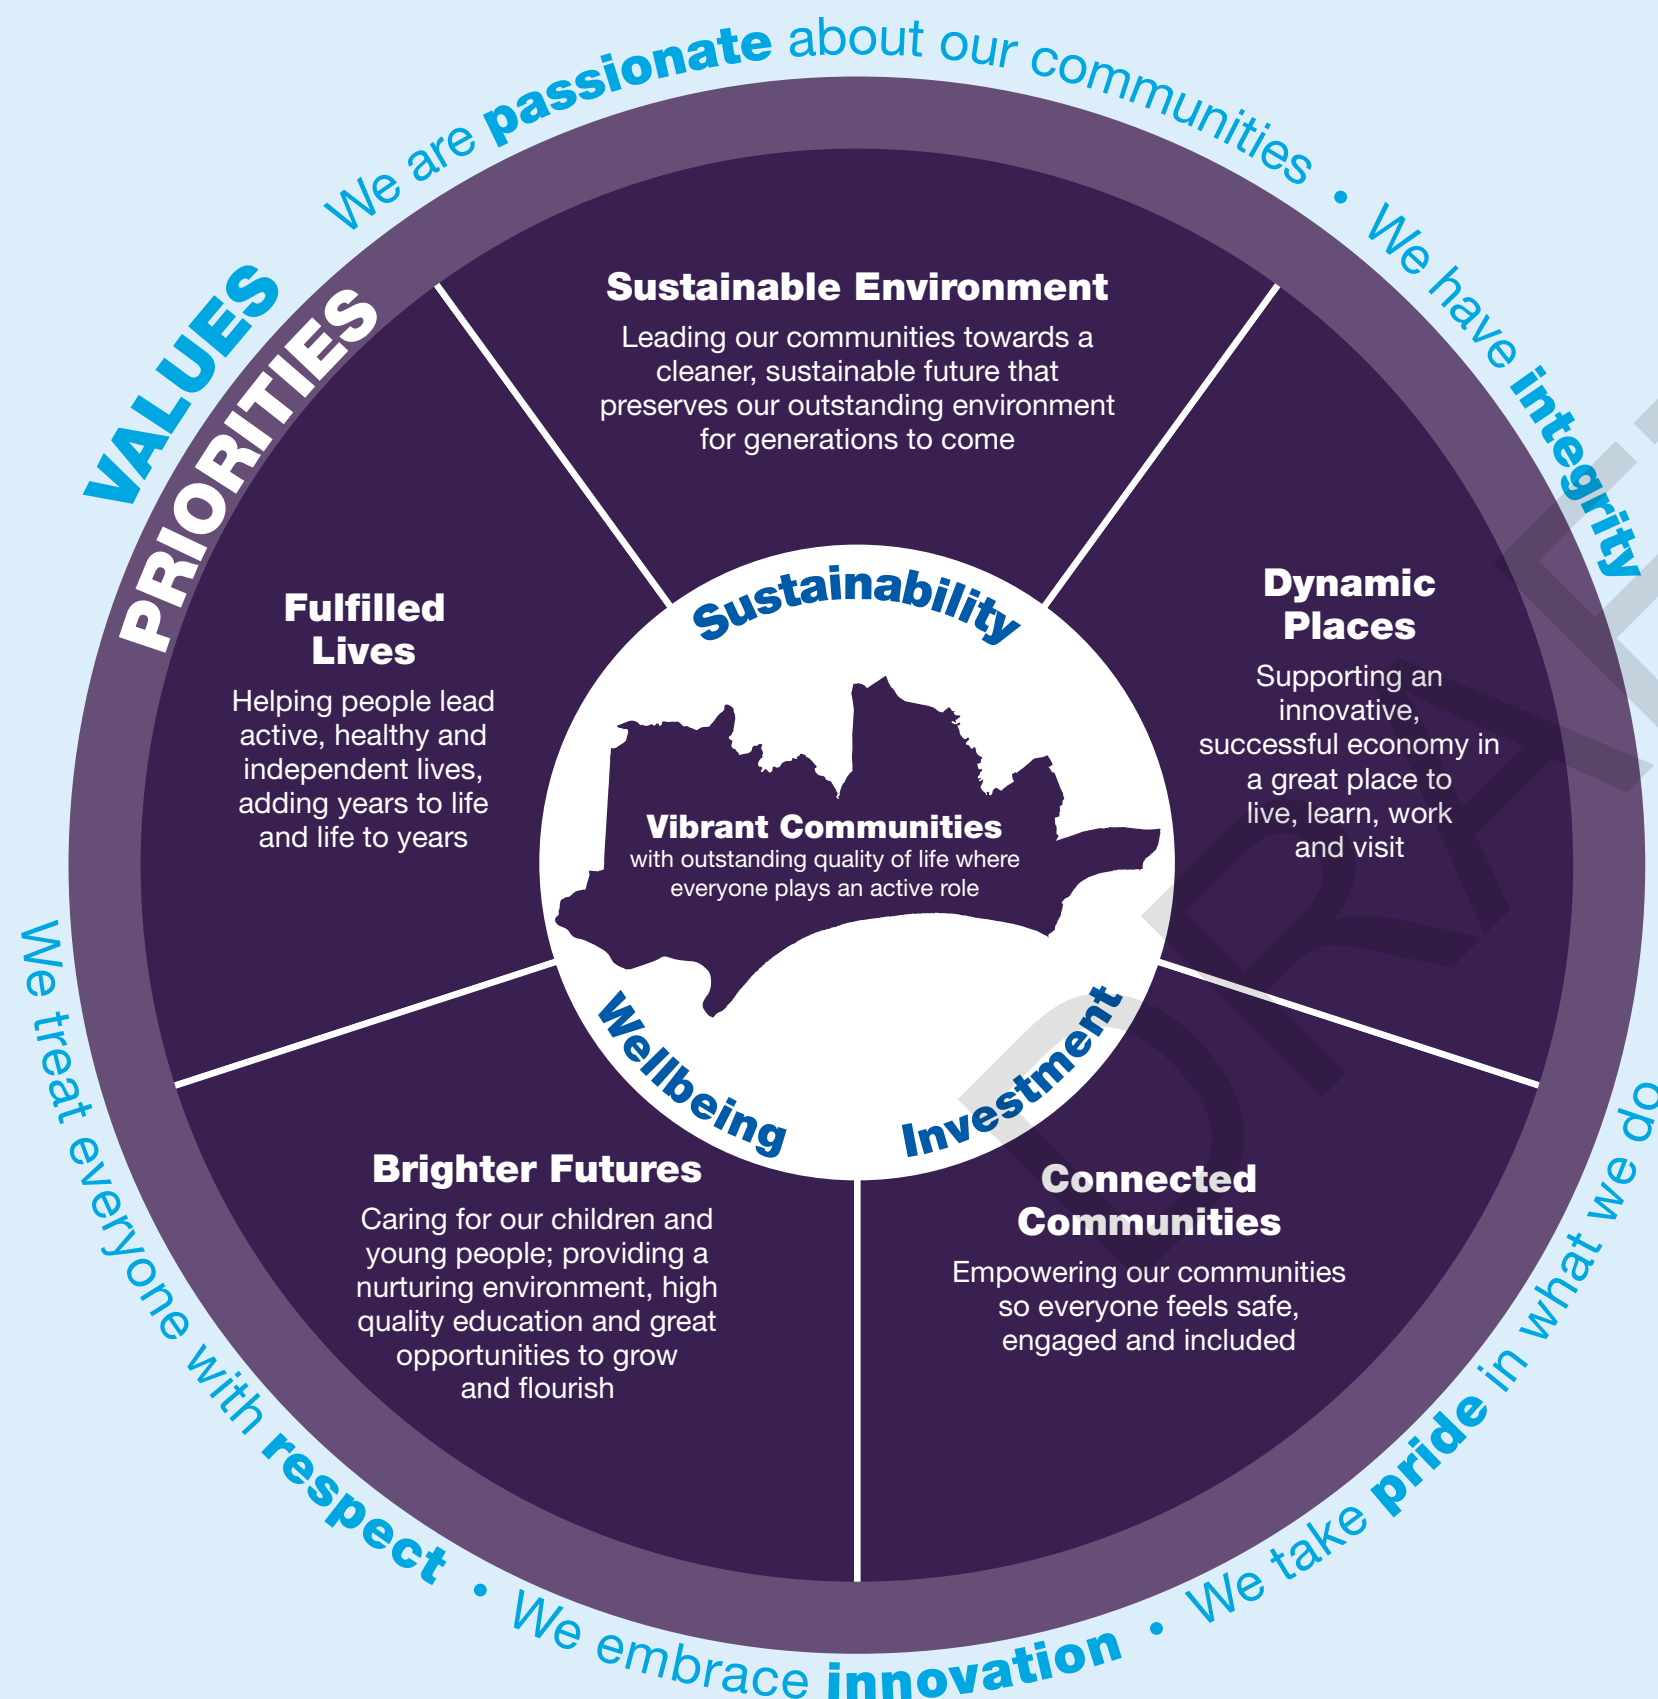 VALUES
We are passionate about our communities • We have integrity
We take pride in what we do
• We embrace innovation •
We treat everyone with respect
PRIORITIES
Sustainable Environment
Leading our communities towards a
cleaner, sustainable future that
preserves our outstanding environment
for generations to come
Dynamic
Places
Supporting an
innovative,
successful economy in
a great place to
live, learn, work
and visit
Connected
Communities
Empowering our communities
so everyone feels safe,
engaged and included
Brighter Futures
Caring for our children and
young people; providing a
nurturing environment, high
quality education and great
opportunities to grow
and flourish
Fulfilled
Lives
Helping people lead
active, healthy and
independent lives,
adding years to life
and life to years
Sustainability
Vibrant Communities
with outstanding quality of life where
everyone plays an active role
Wellbeing
Investment
DRAFT